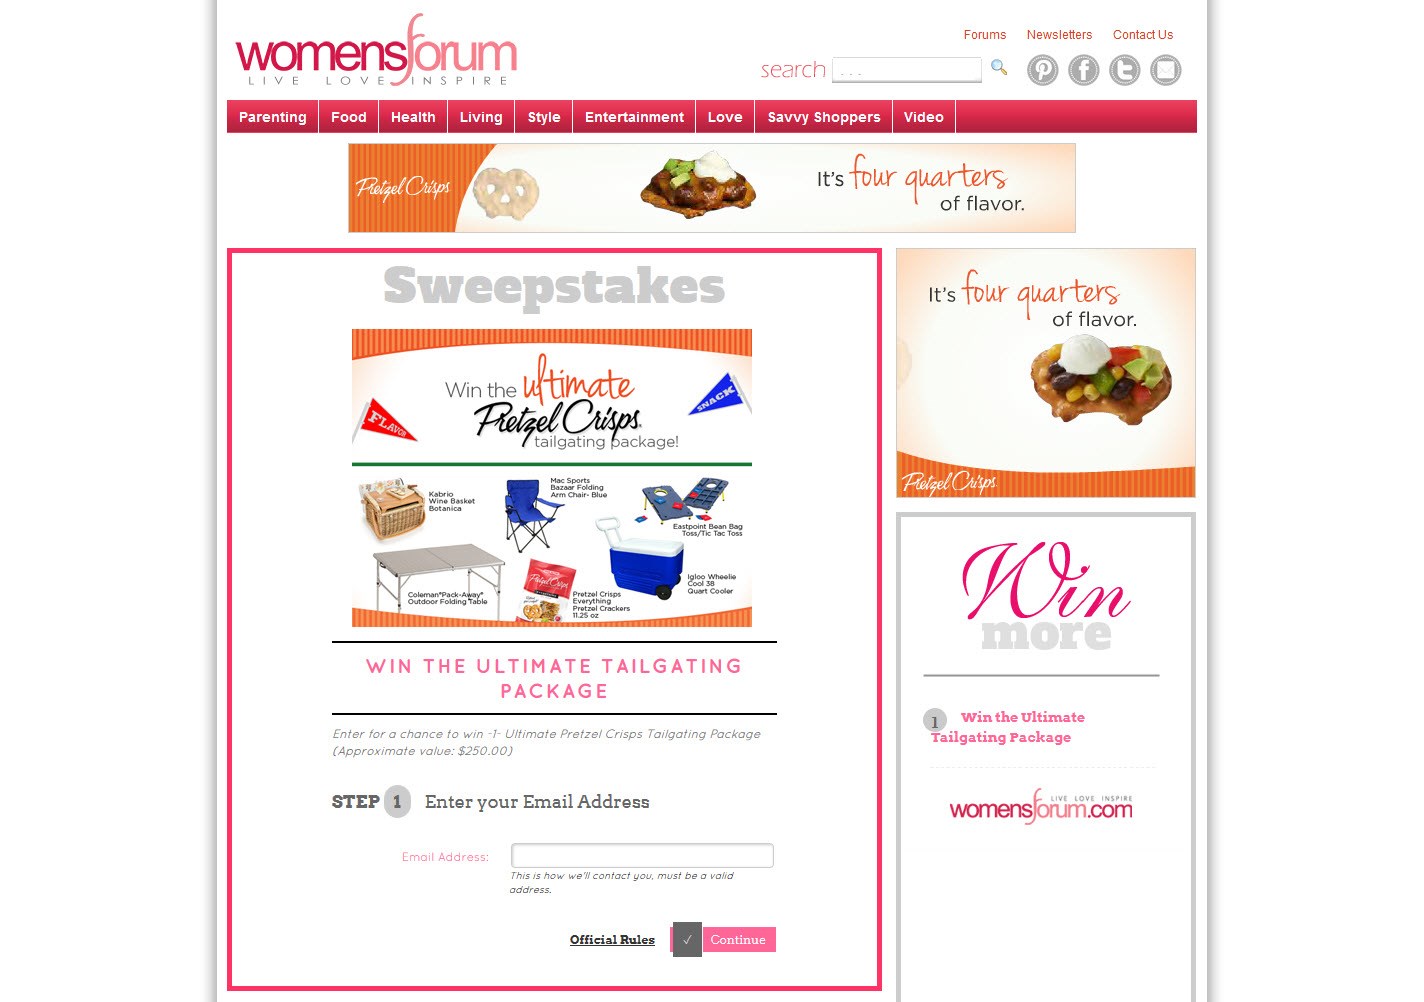 womensforum
LIVE LOVE INSPIRE
Forums Newsletters Contact Us
search . . .
Parenting Food Health Living Style Entertainment Love Savvy Shoppers Video
Pretzel Crisps
It's four quarters
of flavor.
Sweepstakes
Win the ultimate
Pretzel Crisps®
tailgating package!
FLAVOR
SNACK
Kabrio
Wine Basket
Botanica
Mac Sports
Bazaar Folding
Arm Chair- Blue
Eastpoint Bean Bag
Toss/Tic Tac Toss
Coleman®Pack-Away®
Outdoor Folding Table
Pretzel Crisps
Pretzel Crisps
Everything
Pretzel Crackers
11.25 oz
Igloo Wheelie
Cool 38
Quart Cooler
WIN THE ULTIMATE TAILGATING
PACKAGE
Enter for a chance to win -1- Ultimate Pretzel Crisps Tailgating Package
(Approximate value: $250.00)
STEP 1 Enter your Email Address
Email Address:
This is how we'll contact you, must be a valid
address.
Official Rules ✓ Continue
It's four quarters
of flavor.
Pretzel Crisps
Win
more
1 Win the Ultimate
Tailgating Package
LIVE LOVE INSPIRE
womensforum.com